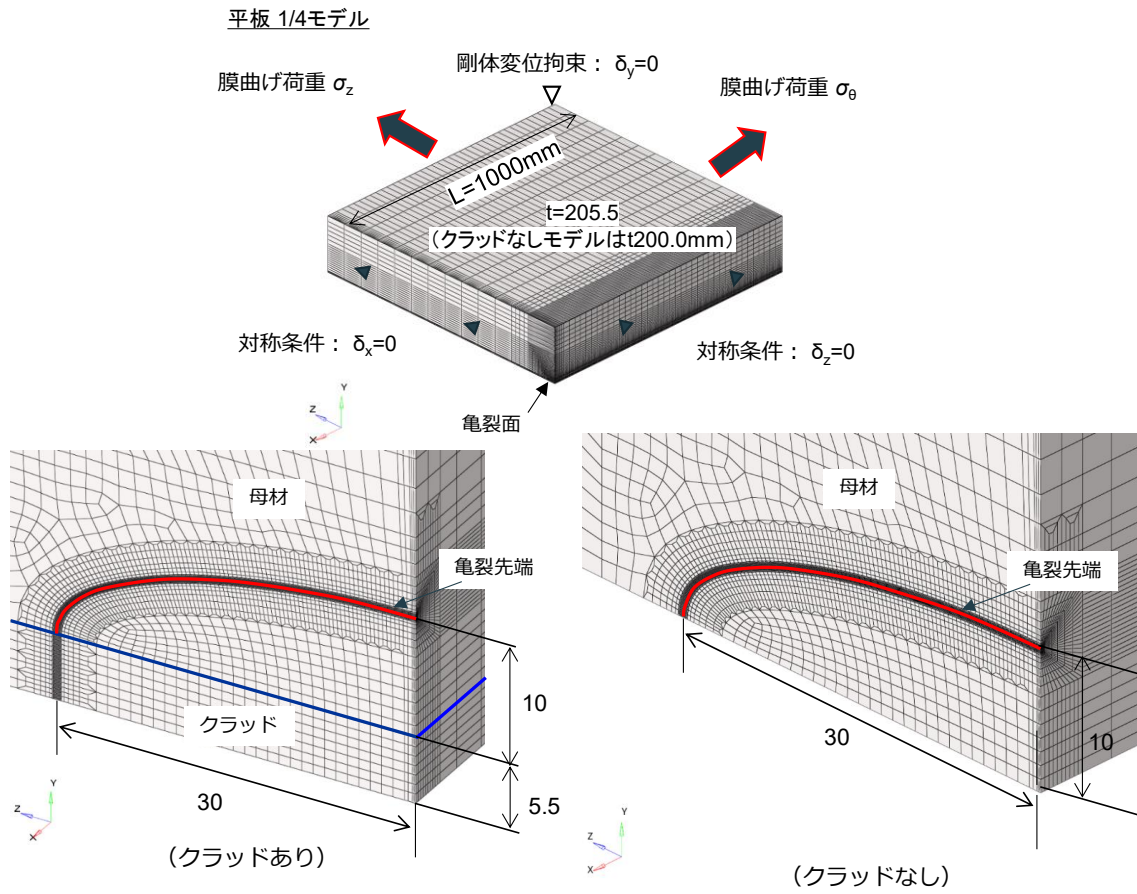 平板 1/4モデル
剛体変位拘束： δy=0
膜曲げ荷重 σz
膜曲げ荷重 σθ
L=1000mm
t=205.5
（クラッドなしモデルはt200.0mm）
対称条件： δx=0
対称条件： δz=0
亀裂面
Y
Z
X
母材
亀裂先端
クラッド
10
30
5.5
Y
Z
X
（クラッドあり）
母材
亀裂先端
30
10
Y
Z
X
（クラッドなし）